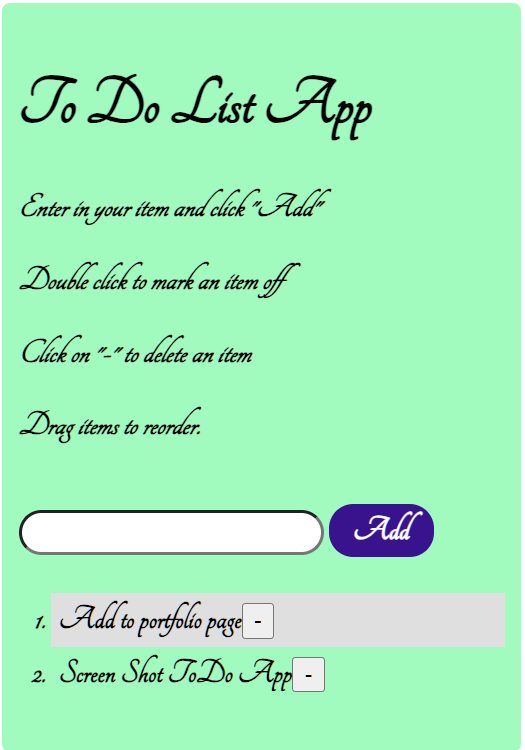 To Do List App
Enter in your item and click "Add"
Double click to mark an item off
Click on "-" to delete an item
Drag items to reorder.
Add
1. Add to portfolio page -
2. Screen Shot ToDo App -